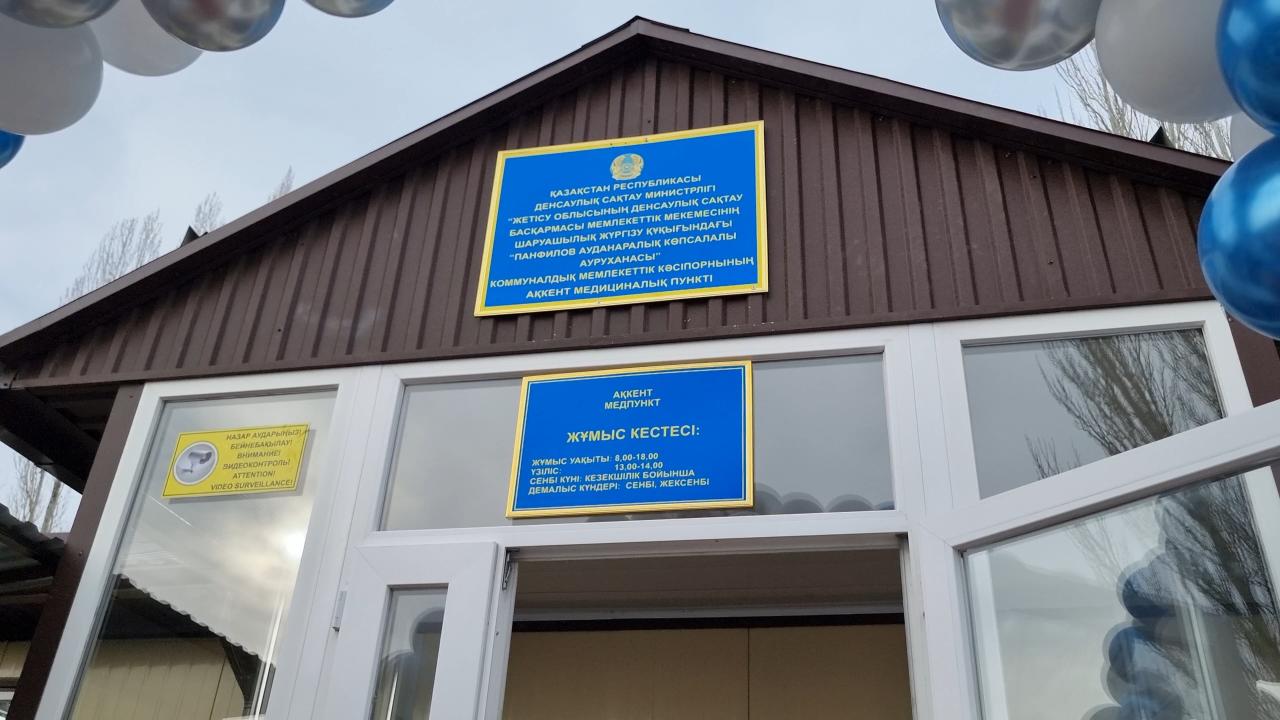 ҚАЗАҚСТАН РЕСПУБЛИКАСЫ
ДЕНСАУЛЫҚ САҚТАУ МИНИСТРЛІГІ
"ЖЕТІСУ ОБЛЫСЫНЫҢ ДЕНСАУЛЫҚ САҚТАУ
БАСҚАРМАСЫ МЕМЛЕКЕТТІК МЕКЕМЕСІНІҢ
ШАРУАШЫЛЫҚ ЖҮРГІЗУ ҚҰҚЫҒЫНДАҒЫ
"ПАНФИЛОВ АУДАНАРАЛЫҚ КӨПСАЛАЛЫ
АУРУХАНАСЫ"
КОММУНАЛДЫҚ МЕМЛЕКЕТТІК КӘСІПОРНЫНЫҢ
АҚКЕНТ МЕДИЦИНАЛЫҚ ПУНКТІ
АҚКЕНТ
МЕДПУНКТ
ЖҰМЫС КЕСТЕСІ:
ЖҰМЫС УАҚЫТЫ: 8,00-18,00
ҮЗІЛІС: 13,00-14,00
СЕНБІ КҮНІ: КЕЗЕКШІЛІК БОЙЫНША
ДЕМАЛЫС КҮНДЕРІ: СЕНБІ, ЖЕКСЕНБІ
НАЗАР АУДАРЫҢЫЗ!
БЕЙНЕБАҚЫЛАУ!
ВНИМАНИЕ!
ВИДЕОКОНТРОЛЬ!
ATTENTION!
VIDEO SURVEILLANCE!